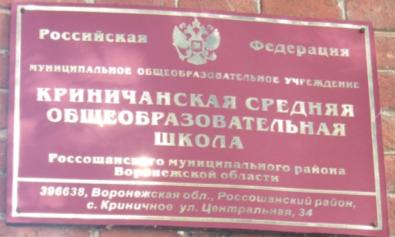 Российская Федерация
МУНИЦИПАЛЬНОЕ ОБЩЕОБРАЗОВАТЕЛЬНОЕ УЧРЕЖДЕНИЕ
КРИНИЧАНСКАЯ СРЕДНЯЯ
ОБЩЕОБРАЗОВАТЕЛЬНАЯ
ШКОЛА
Россошанского муниципального района
Воронежской области
396638, Воронежская обл., Россошанский район,
с. Криничное ул. Центральная, 34